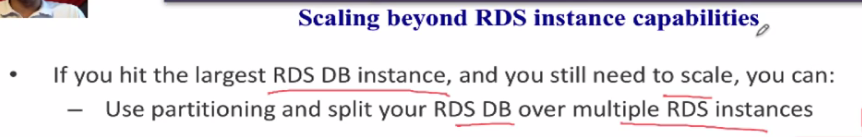 Scaling beyond RDS instance capabilities
• If you hit the largest RDS DB instance, and you still need to scale, you can:
– Use partitioning and split your RDS DB over multiple RDS instances